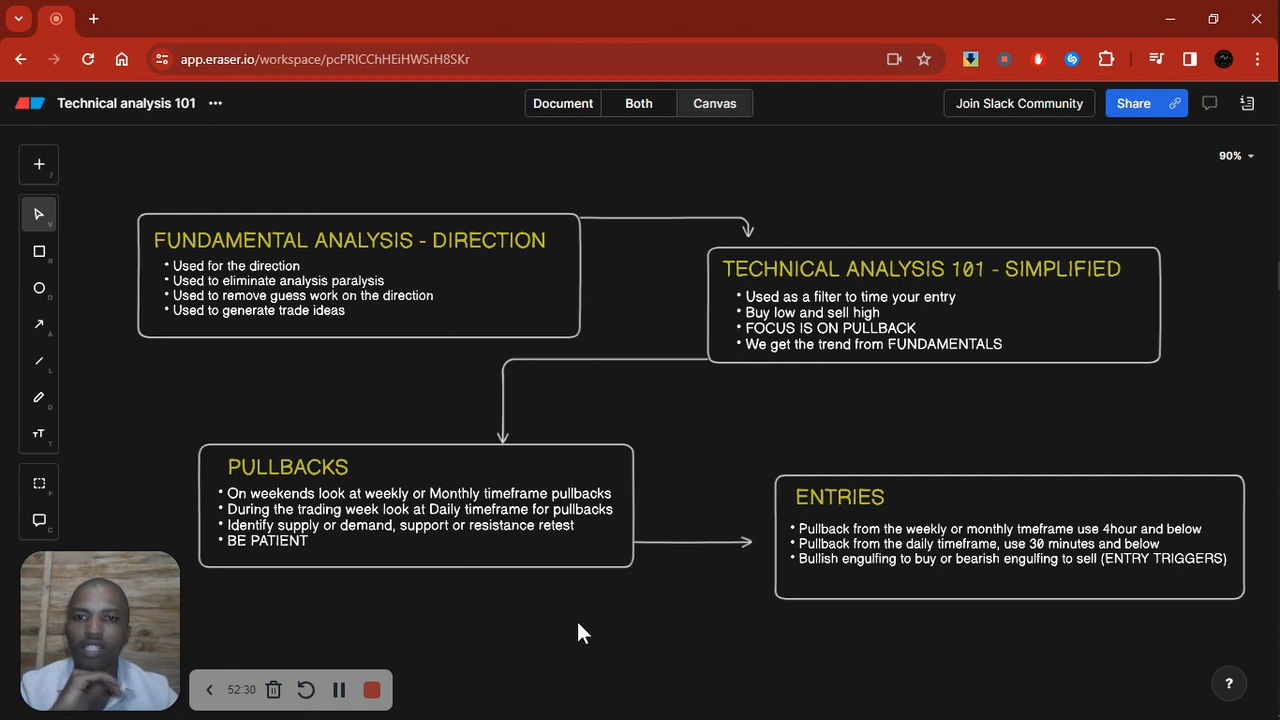 app.eraser.io/workspace/pcPRICChHEiHWSrH8SKr
Technical analysis 101
Document
Both
Canvas
Join Slack Community
Share
90%
FUNDAMENTAL ANALYSIS - DIRECTION
• Used for the direction
• Used to eliminate analysis paralysis
• Used to remove guess work on the direction
• Used to generate trade ideas
TECHNICAL ANALYSIS 101 - SIMPLIFIED
• Used as a filter to time your entry
• Buy low and sell high
• FOCUS IS ON PULLBACK
• We get the trend from FUNDAMENTALS
PULLBACKS
• On weekends look at weekly or Monthly timeframe pullbacks
• During the trading week look at Daily timeframe for pullbacks
• Identify supply or demand, support or resistance retest
• BE PATIENT
ENTRIES
• Pullback from the weekly or monthly tmeframe use 4hour and below
• Pullback from the daily timeframe, use 30 minutes and below
• Bullish engulfing to buy or bearish engulfing to sell (ENTRY TRIGGERS)
52:30
?